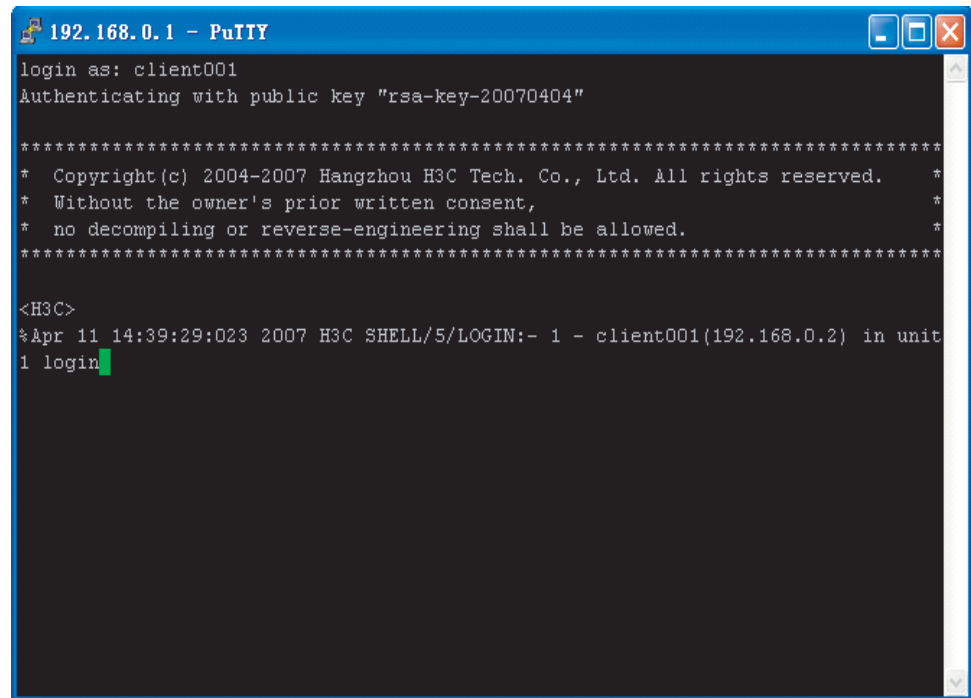 192.168.0.1 - PuTTY
login as: client001
Authenticating with public key "rsa-key-20070404"
********************************************************************************
*  Copyright(c) 2004-2007 Hangzhou H3C Tech. Co., Ltd. All rights reserved.    *
*  Without the owner's prior written consent,                                  *
*  no decompiling or reverse-engineering shall be allowed.                     *
********************************************************************************
<H3C>
%Apr 11 14:39:29:023 2007 H3C SHELL/5/LOGIN:- 1 - client001(192.168.0.2) in unit
1 login